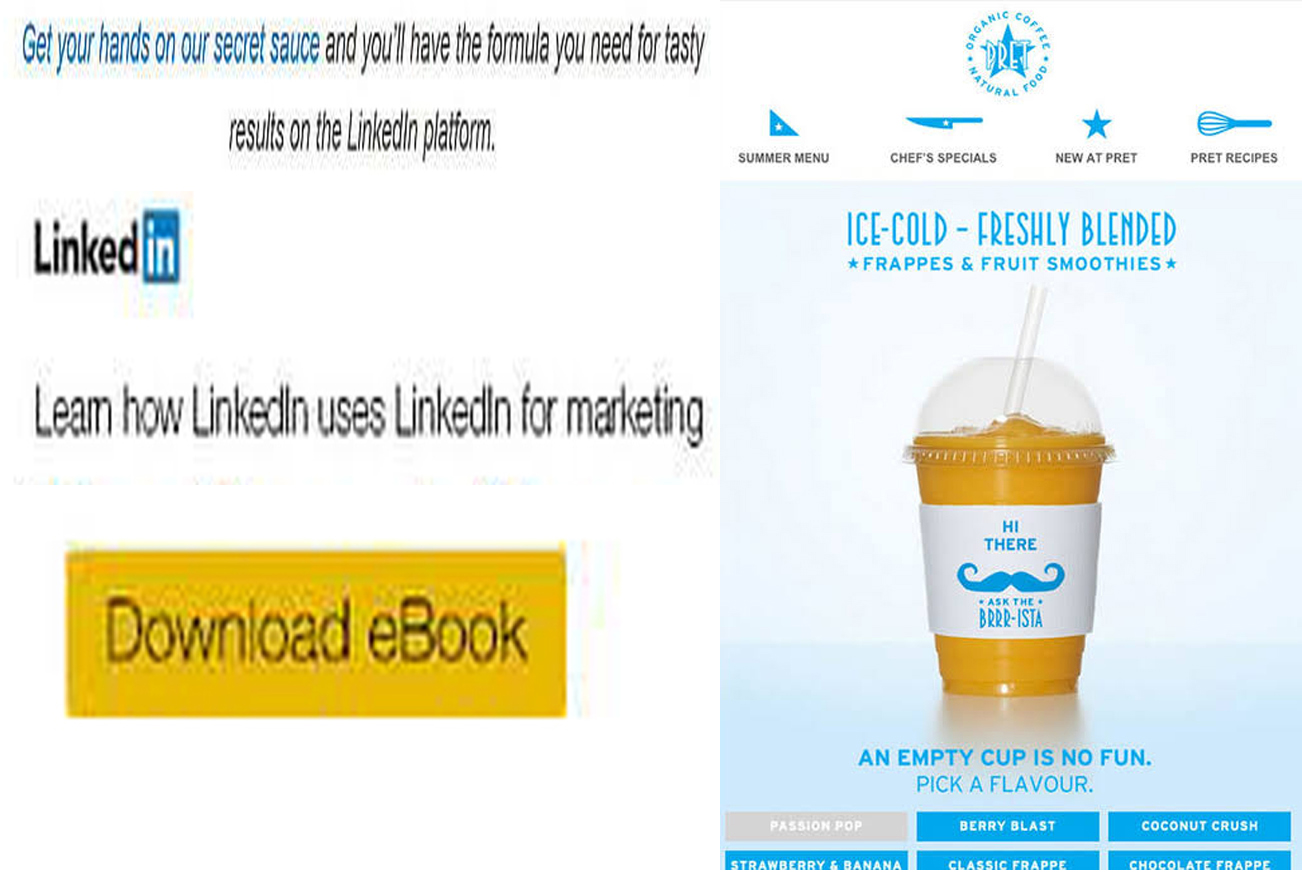 Get your hands on our secret sauce and you'll have the formula you need for tasty
results on the LinkedIn platform.
Linked in
Learn how LinkedIn uses LinkedIn for marketing
Download eBook
ORGANIC COFFEE
PRET
NATURAL FOOD
SUMMER MENU
CHEF'S SPECIALS
NEW AT PRET
PRET RECIPES
ICE-COLD – FRESHLY BLENDED
★FRAPPES & FRUIT SMOOTHIES★
HI
THERE
• ASK THE •
BRRR-ISTA
AN EMPTY CUP IS NO FUN.
PICK A FLAVOUR.
PASSION POP
BERRY BLAST
COCONUT CRUSH
STRAWBERRY & BANANA
CLASSIC FRAPPE
CHOCOLATE FRAPPE